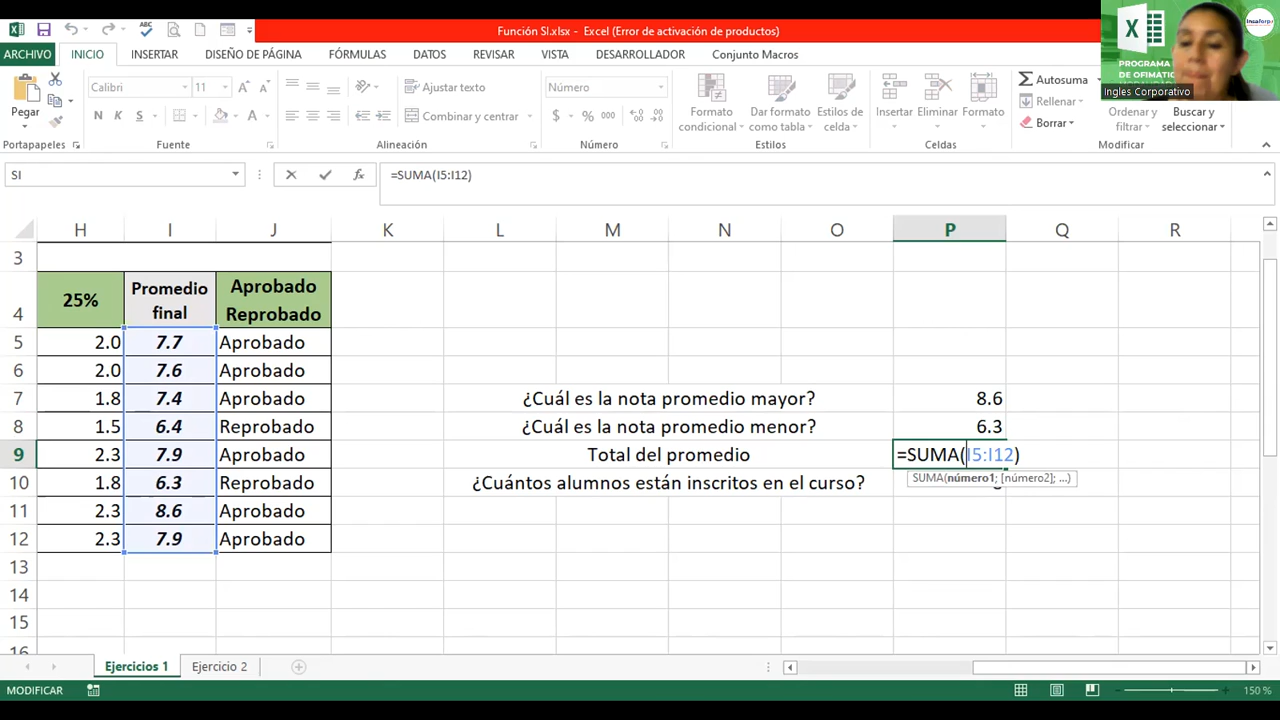 Función SI.xlsx - Excel (Error de activación de productos)
ARCHIVO INICIO INSERTAR DISEÑO DE PÁGINA FÓRMULAS DATOS REVISAR VISTA DESARROLLADOR Conjunto Macros
PROGRAMA
DE OFIMÁTIC
Insaforp
Ingles Corporativo
Pegar
Calibri 11
N K S
Ajustar texto
Combinar y centrar
Número
$ % 000
Formato condicional
Dar formato como tabla
Estilos de celda
Insertar Eliminar Formato
Autosuma
Rellenar
Borrar
Ordenar y filtrar
Buscar y seleccionar
Portapapeles Fuente Alineación Número Estilos Celdas Modificar
SI =SUMA(I5:I12)
H I J K L M N O P Q R
3
4 25% Promedio final Aprobado Reprobado
5 2.0 7.7 Aprobado
6 2.0 7.6 Aprobado
7 1.8 7.4 Aprobado ¿Cuál es la nota promedio mayor? 8.6
8 1.5 6.4 Reprobado ¿Cuál es la nota promedio menor? 6.3
9 2.3 7.9 Aprobado Total del promedio =SUMA(I5:I12)
10 1.8 6.3 Reprobado ¿Cuántos alumnos están inscritos en el curso?
SUMA(número1; [número2]; ...)
11 2.3 8.6 Aprobado
12 2.3 7.9 Aprobado
13
14
15
16
Ejercicios 1 Ejercicio 2
MODIFICAR 150 %